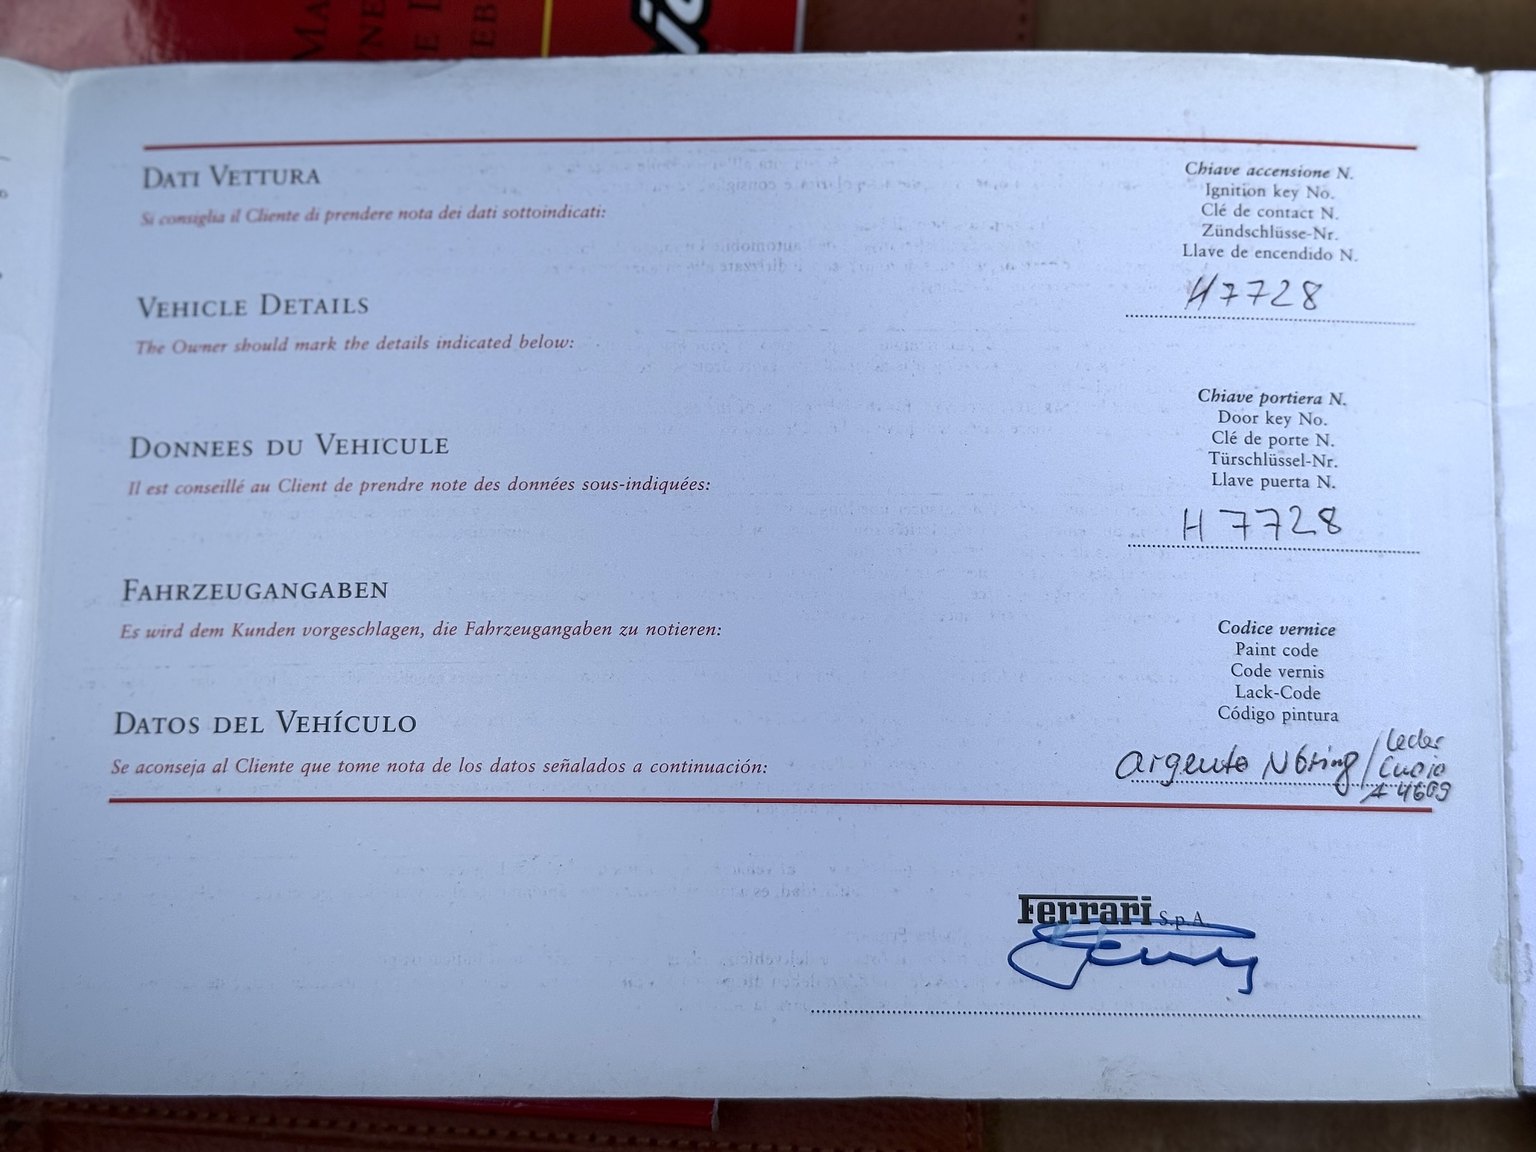 DATI VETTURA
Si consiglia il Cliente di prendere nota dei dati sottoindicati:
VEHICLE DETAILS
The Owner should mark the details indicated below:
DONNEES DU VEHICULE
Il est conseillé au Client de prendre note des données sous-indiquées:
FAHRZEUGANGABEN
Es wird dem Kunden vorgeschlagen, die Fahrzeugangaben zu notieren:
DATOS DEL VEHÍCULO
Se aconseja al Cliente que tome nota de los datos señalados a continuación:
Chiave accensione N.
Ignition key No.
Clé de contact N.
Zündschlüsse-Nr.
Llave de encendido N.
H7728
Chiave portiera N.
Door key No.
Clé de porte N.
Türschlüssel-Nr.
Llave puerta N.
H 7728
Codice vernice
Paint code
Code vernis
Lack-Code
Código pintura
Argento Nöring / Leder
Cuoio
A 4609
Ferrari S.p.A.